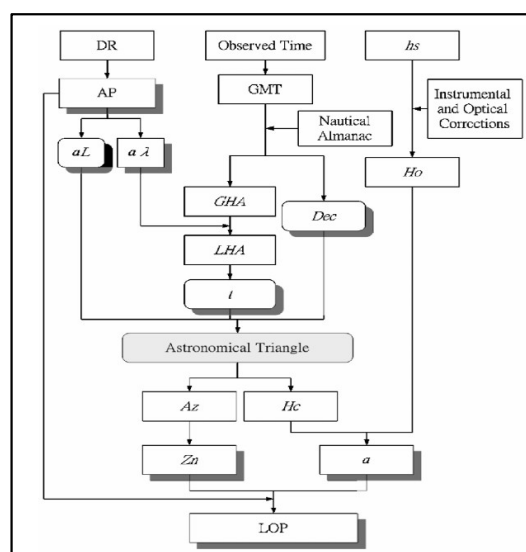 DR
Observed Time
hs
AP
GMT
Instrumental
and Optical
Corrections
Nautical
Almanac
aL
a λ
Ho
GHA
Dec
LHA
t
Astronomical Triangle
Az
Hc
Zn
a
LOP